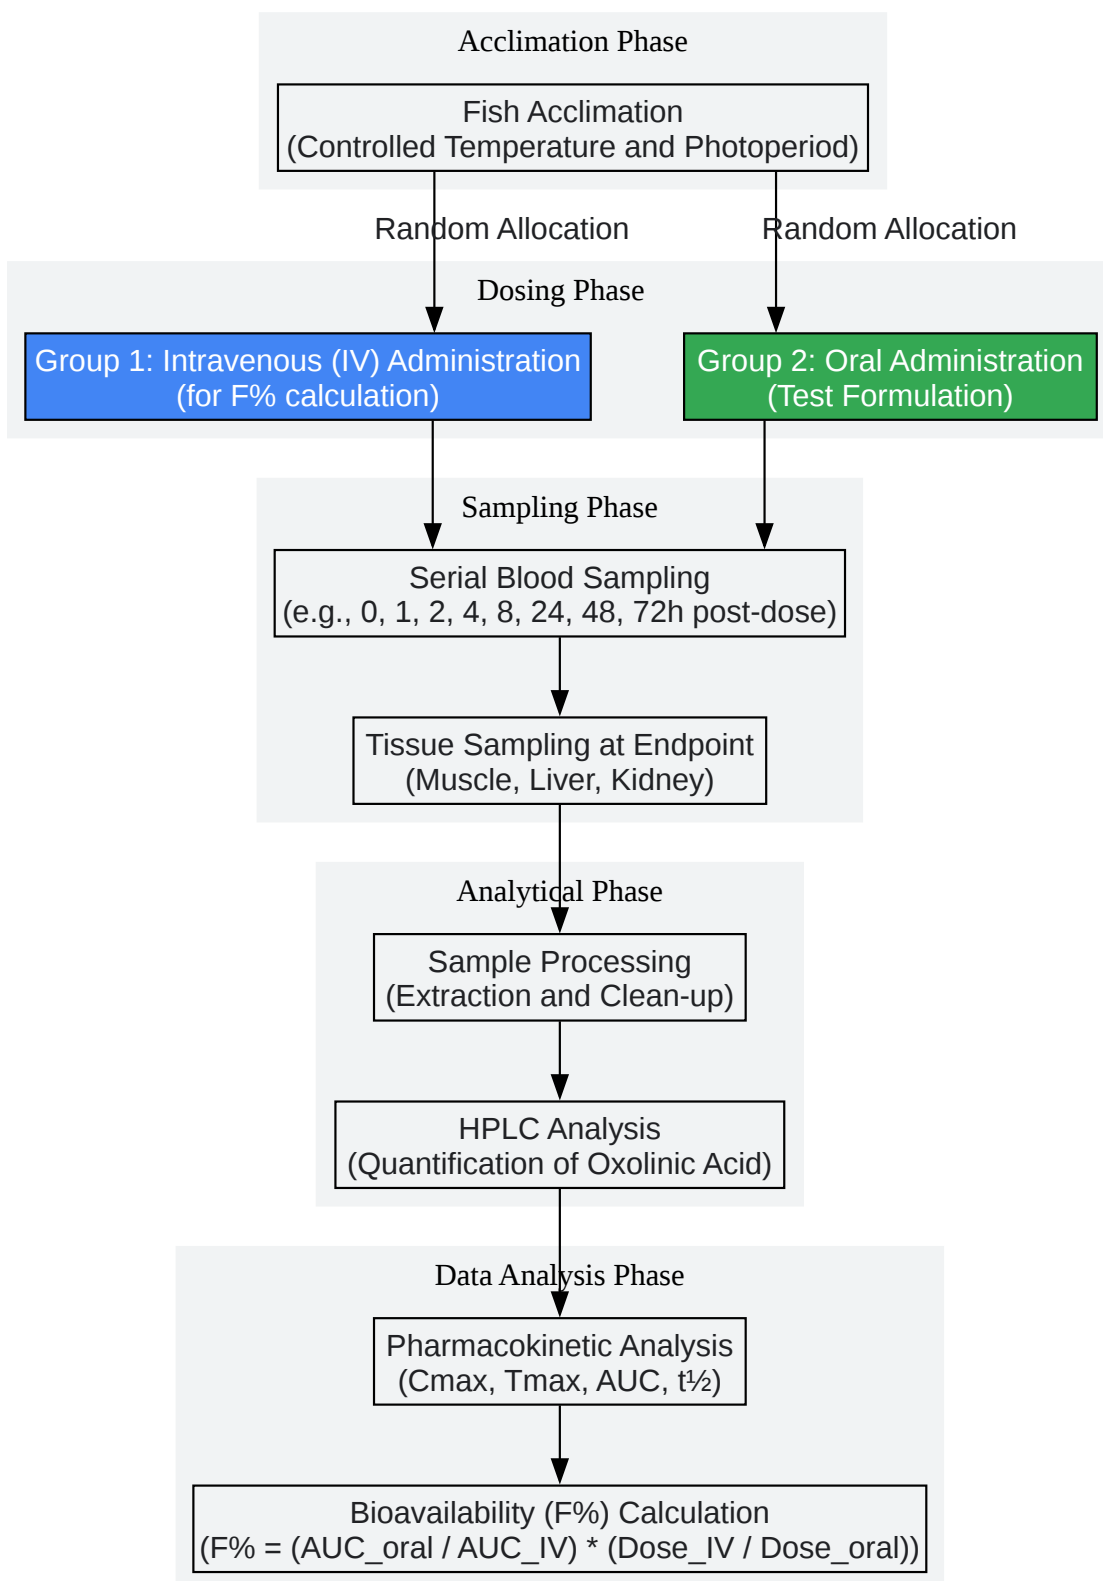 Acclimation Phase
Fish Acclimation
(Controlled Temperature and Photoperiod)
Random Allocation
Random Allocation
Dosing Phase
Group 1: Intravenous (IV) Administration
(for F% calculation)
Group 2: Oral Administration
(Test Formulation)
Sampling Phase
Serial Blood Sampling
(e.g., 0, 1, 2, 4, 8, 24, 48, 72h post-dose)
Tissue Sampling at Endpoint
(Muscle, Liver, Kidney)
Analytical Phase
Sample Processing
(Extraction and Clean-up)
HPLC Analysis
(Quantification of Oxolinic Acid)
Data Analysis Phase
Pharmacokinetic Analysis
(Cmax, Tmax, AUC, t½)
Bioavailability (F%) Calculation
(F% = (AUC_oral / AUC_IV) * (Dose_IV / Dose_oral))